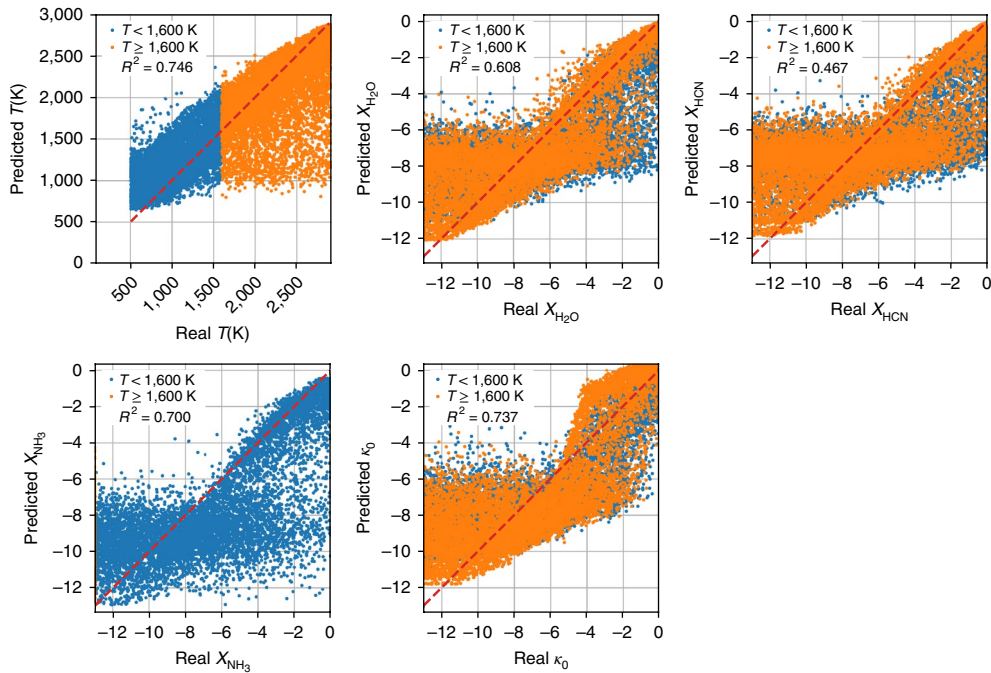 3,000
2,500
2,000
1,500
1,000
500
0
Predicted T(K)
T < 1,600 K
T ≥ 1,600 K
R² = 0.746
500
1,000
1,500
2,000
2,500
Real T(K)
0
−2
−4
−6
−8
−10
−12
Predicted X_H₂O
T < 1,600 K
T ≥ 1,600 K
R² = 0.608
−12 −10 −8 −6 −4 −2 0
Real X_H₂O
0
−2
−4
−6
−8
−10
−12
Predicted X_HCN
T < 1,600 K
T ≥ 1,600 K
R² = 0.467
−12 −10 −8 −6 −4 −2 0
Real X_HCN
0
−2
−4
−6
−8
−10
−12
Predicted X_NH₃
T < 1,600 K
T ≥ 1,600 K
R² = 0.700
−12 −10 −8 −6 −4 −2 0
Real X_NH₃
0
−2
−4
−6
−8
−10
−12
Predicted κ₀
T < 1,600 K
T ≥ 1,600 K
R² = 0.737
−12 −10 −8 −6 −4 −2 0
Real κ₀